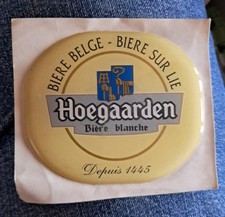 BIERE BELGE - BIERE SUR LIE
Hoegaarden
Bière blanche
Depuis 1445